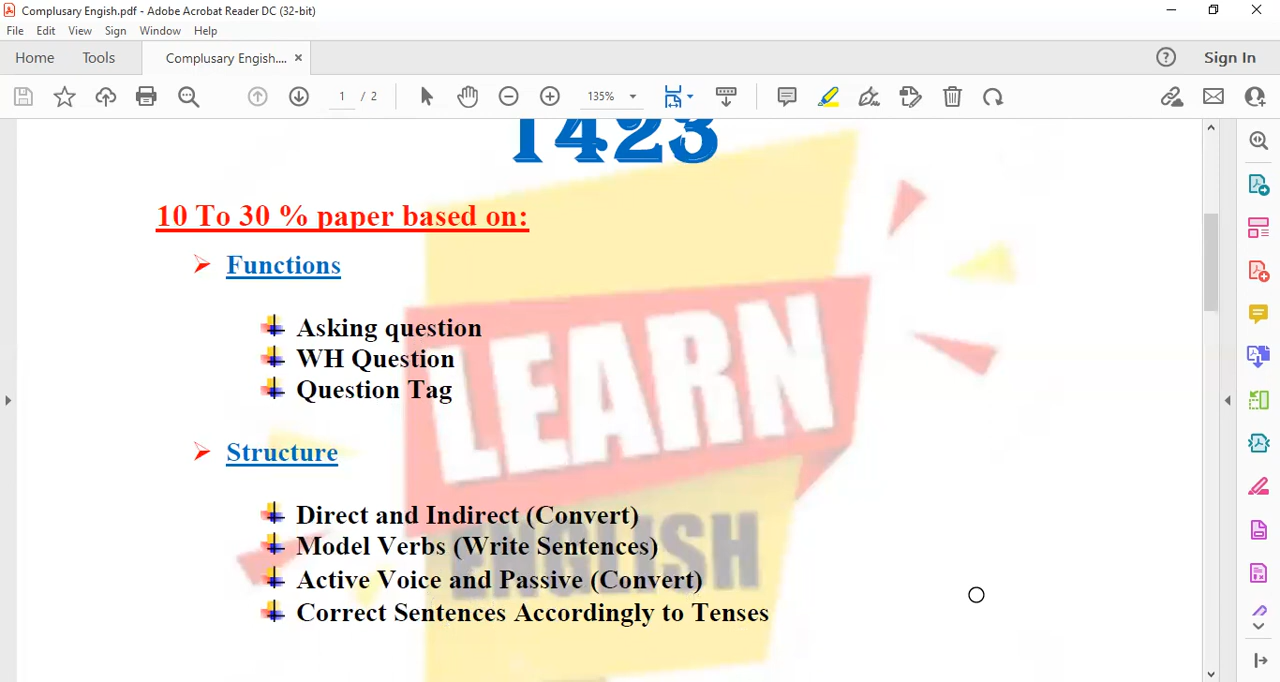 Complusary Engish.pdf - Adobe Acrobat Reader DC (32-bit)
File Edit View Sign Window Help
Home Tools Complusary Engish.... × Sign In
1 / 2 135%
1423
10 To 30 % paper based on:
Functions
Asking question
WH Question
Question Tag
Structure
Direct and Indirect (Convert)
Model Verbs (Write Sentences)
Active Voice and Passive (Convert)
Correct Sentences Accordingly to Tenses
LEARN
ENGLISH